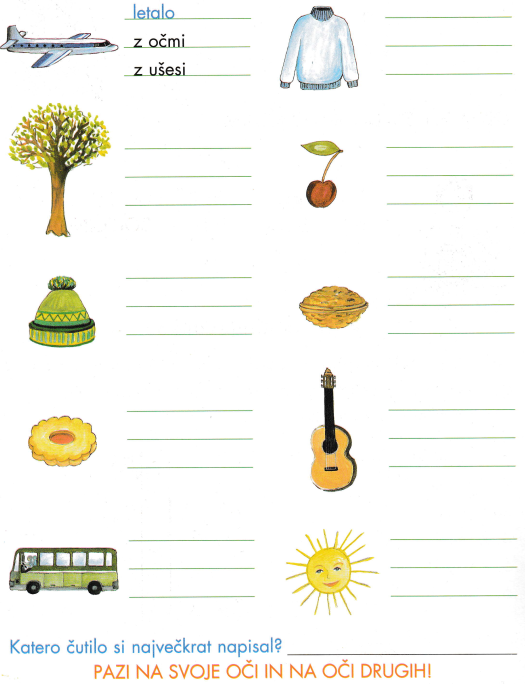 letalo
z očmi
z ušesi
Katero čutilo si največkrat napisal?
PAZI NA SVOJE OČI IN NA OČI DRUGIH!